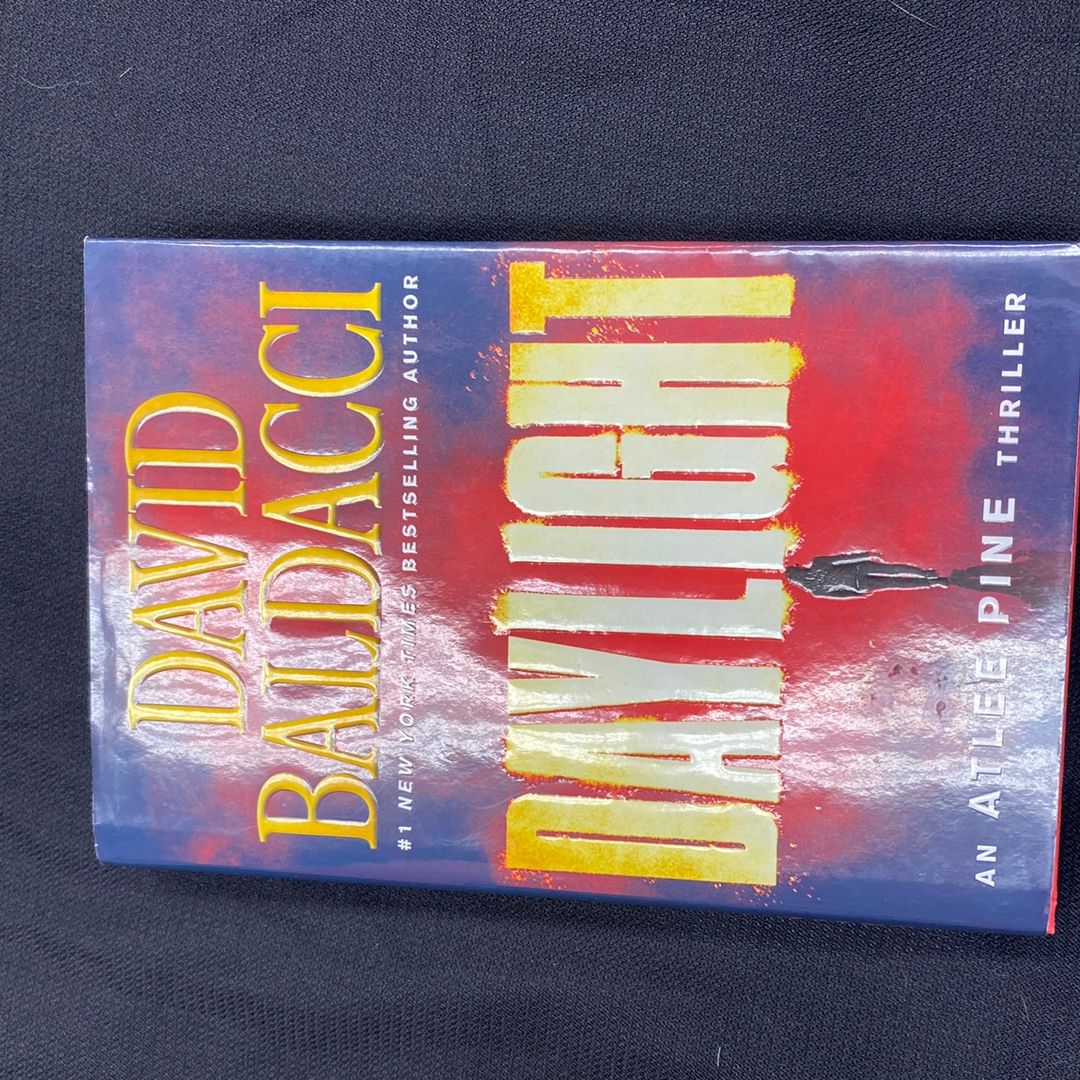 DAVID
BALDACCI
#1 NEW YORK TIMES BESTSELLING AUTHOR
DAYLIGHT
AN ATLEE PINE THRILLER